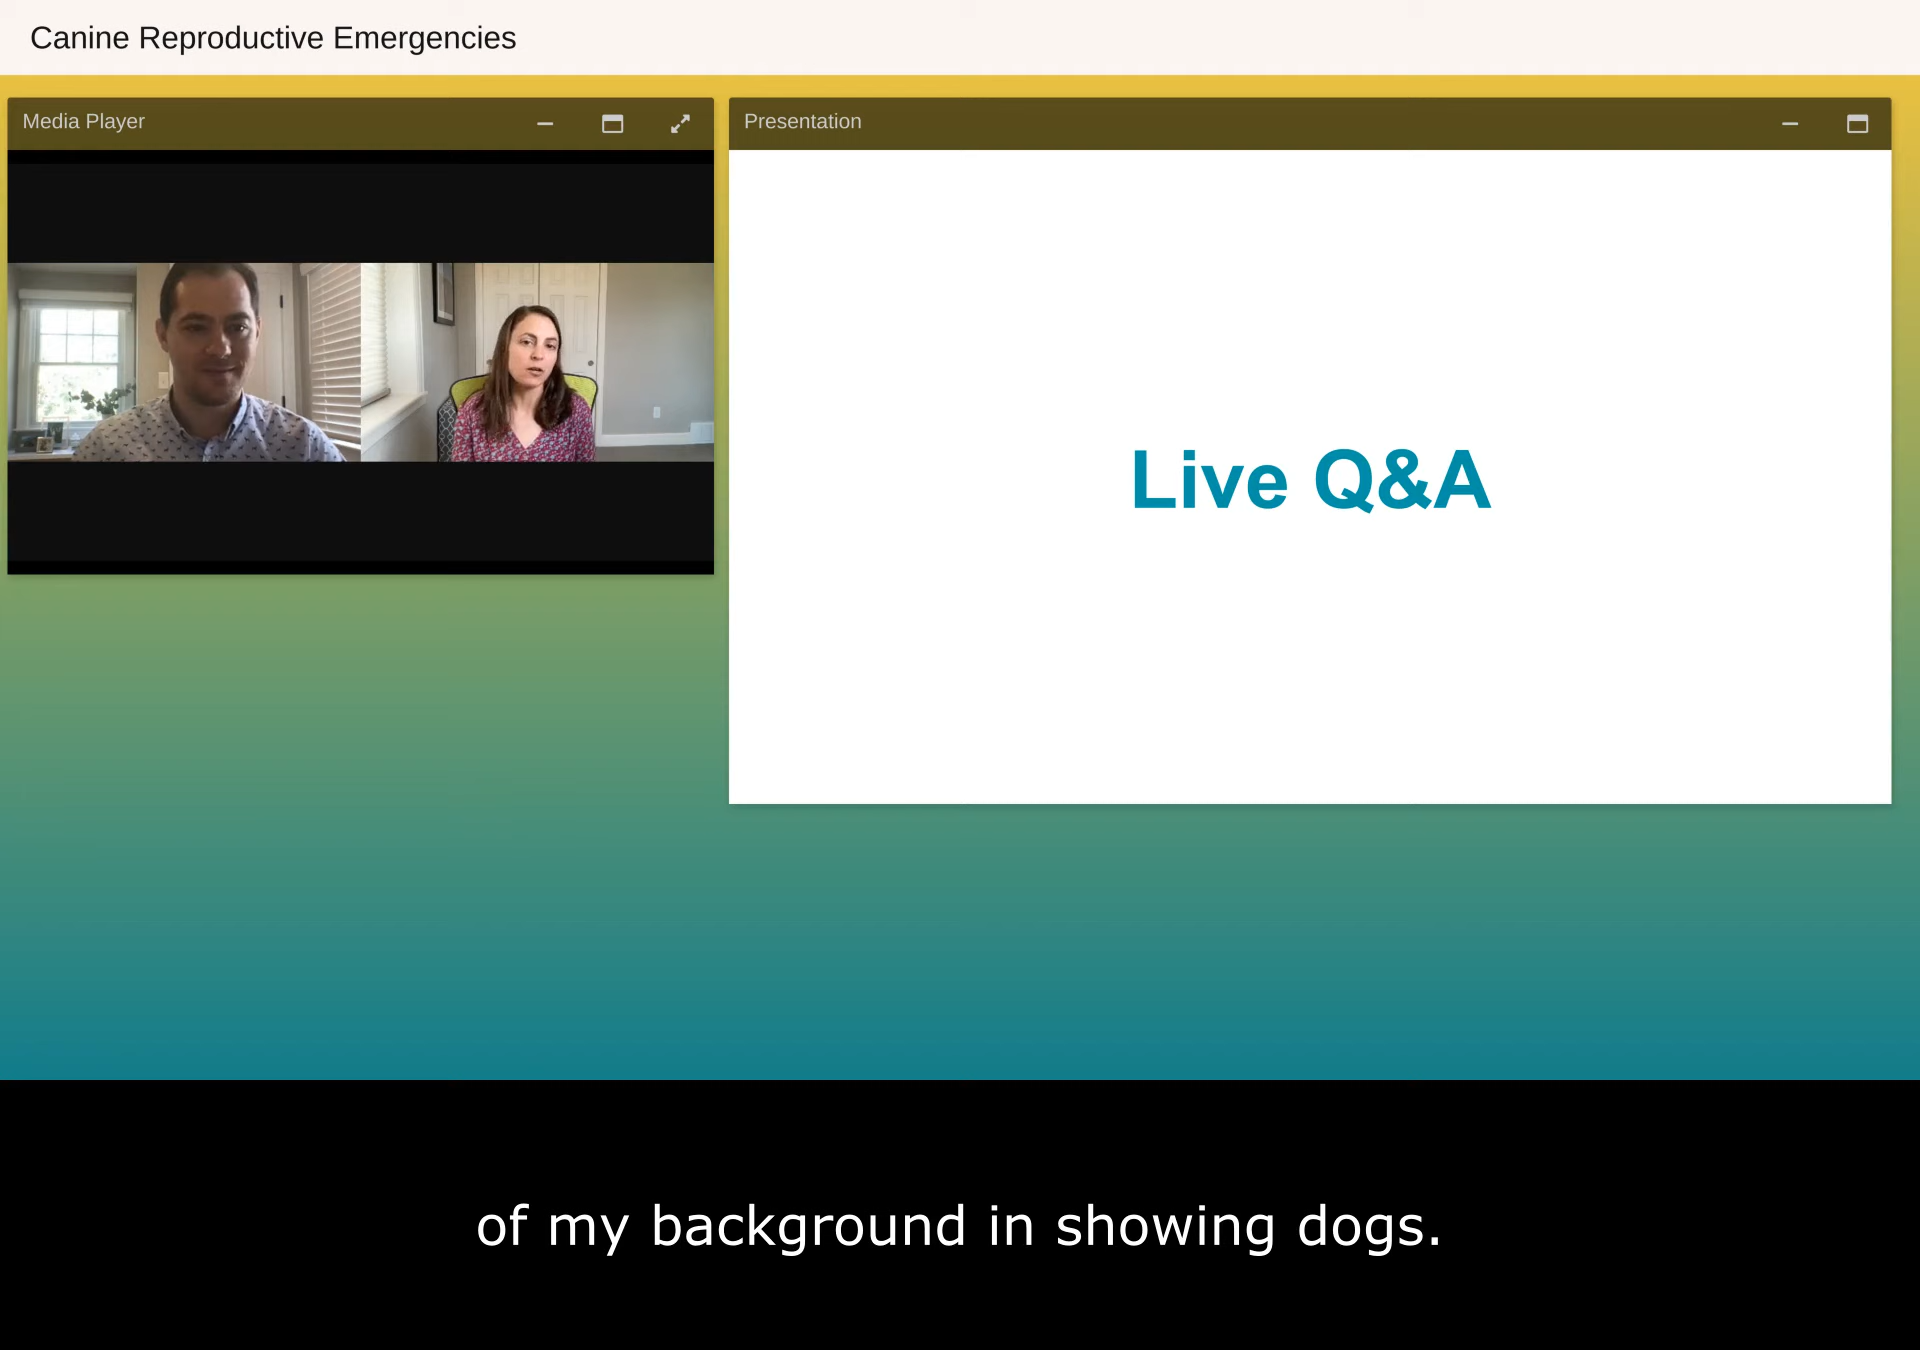 Canine Reproductive Emergencies
Media Player
Presentation
Live Q&A
of my background in showing dogs.